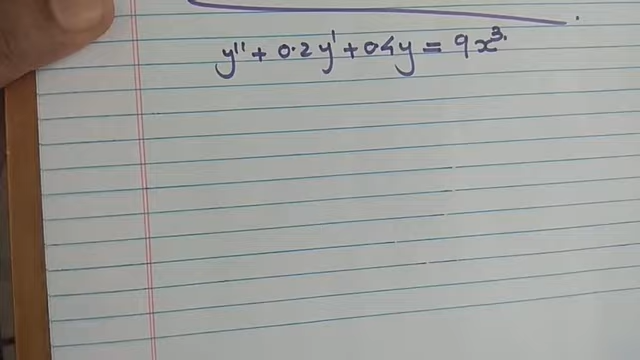 y'' + 0.2y' + 0.4y = 9x³.